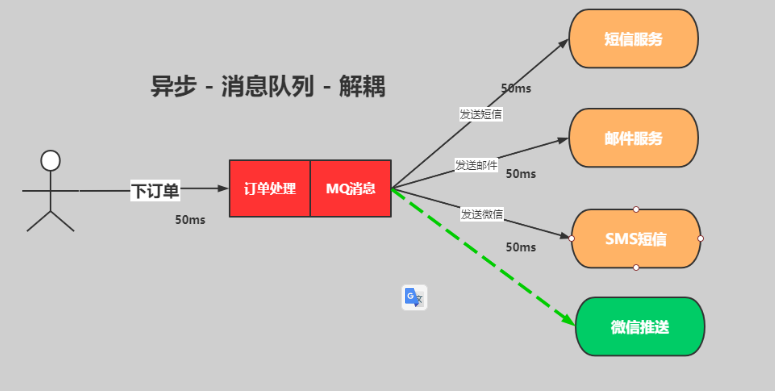 异步 - 消息队列 - 解耦
下订单
50ms
订单处理
MQ消息
50ms
发送短信
短信服务
发送邮件
50ms
邮件服务
发送微信
50ms
SMS短信
微信推送
G文